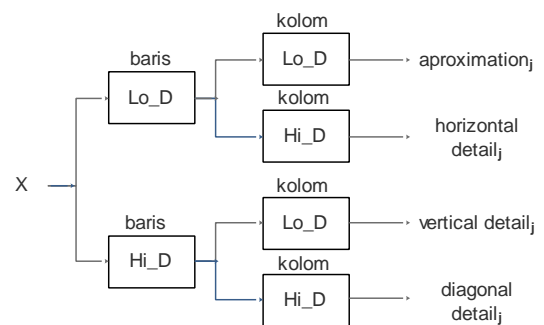 kolom
baris
Lo_D
aproximationj
Lo_D
kolom
Hi_D
horizontal
detailj
X
kolom
baris
Lo_D
vertical detailj
Hi_D
kolom
Hi_D
diagonal
detailj